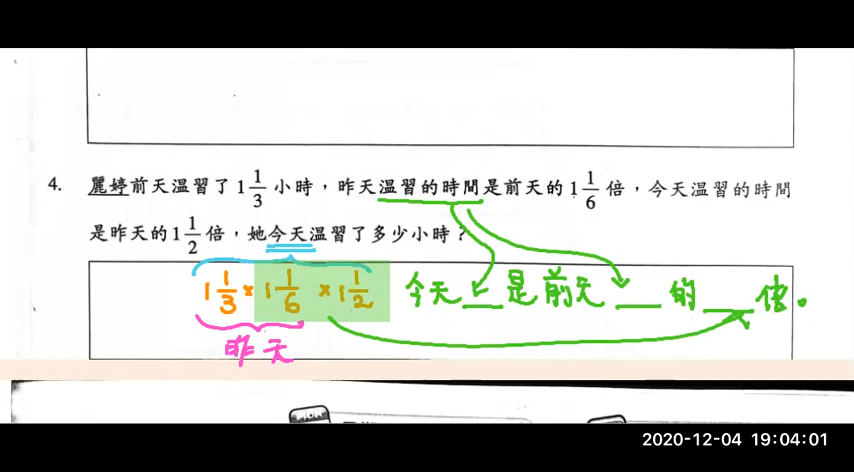 4. 麗婷前天温習了 1 1/3 小時，昨天温習的時間是前天的 1 1/6 倍，今天温習的時間
是昨天的 1 1/2 倍，她今天温習了多少小時？
1 1/3 × 1 1/6 × 1 1/2 今天__是前天__的__倍。
昨天
2020-12-04 19:04:01